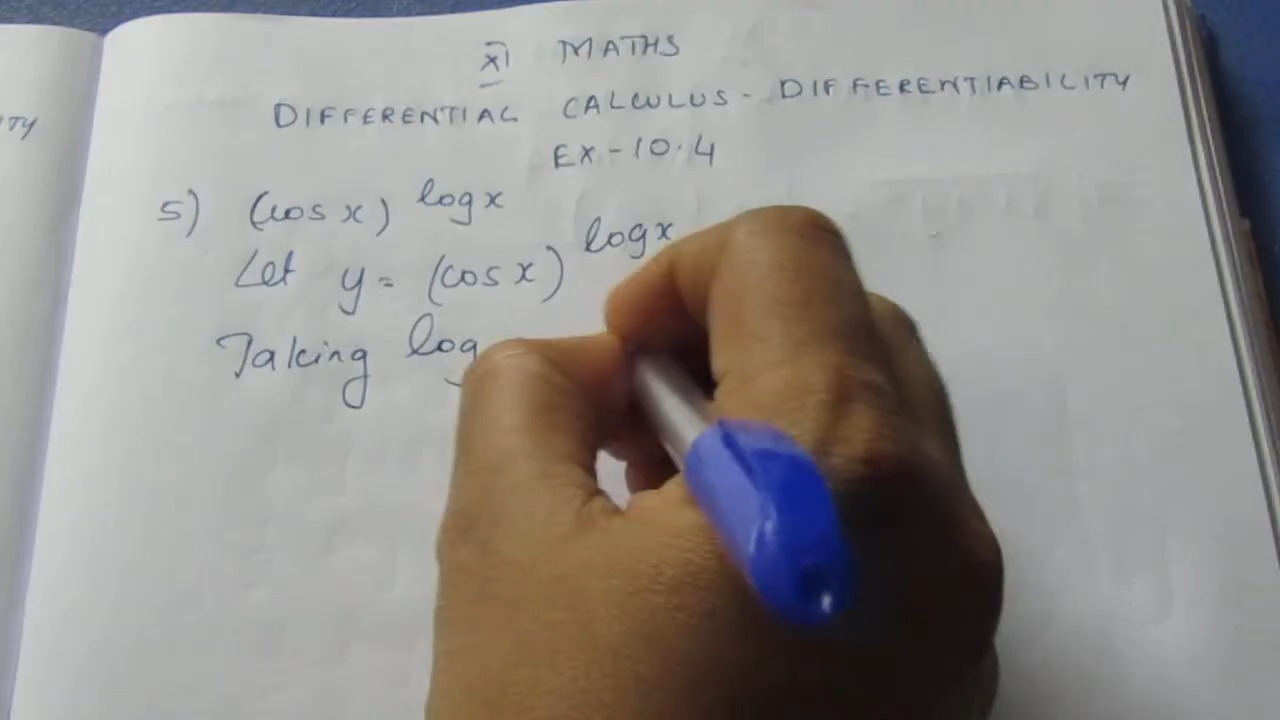 XI MATHS
DIFFERENTIAL CALCULUS - DIFFERENTIABILITY
EX - 10.4
5) (cos x) log x
Let y = (cos x) log x
Taking log